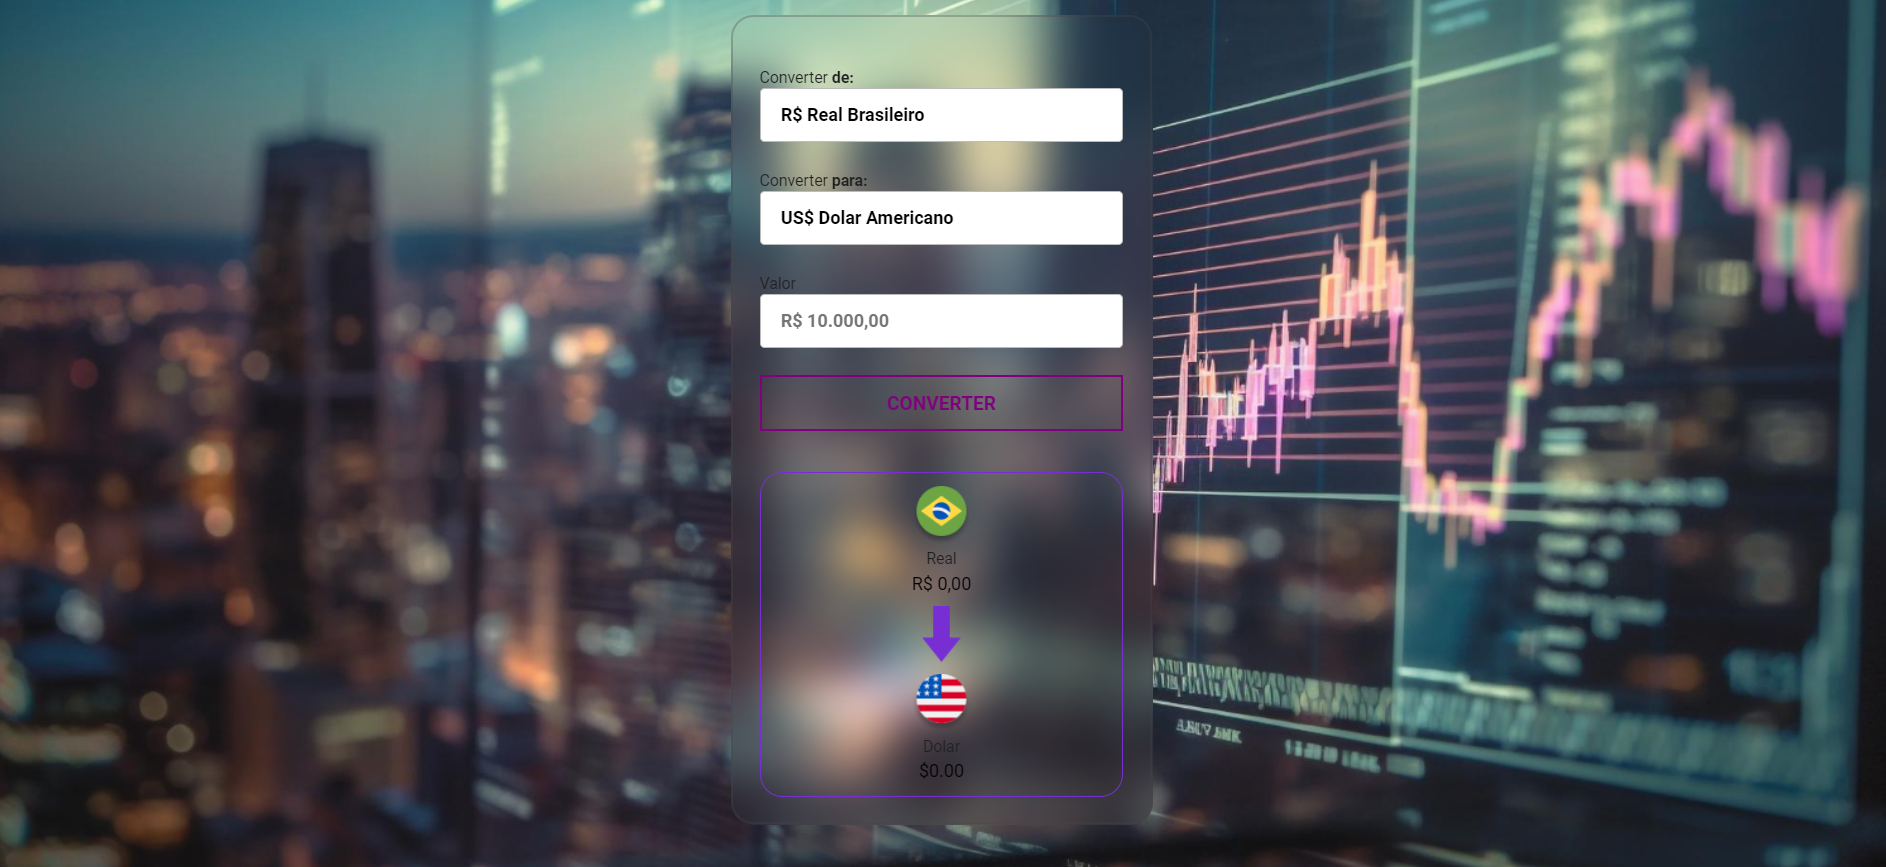 Converter de:
R$ Real Brasileiro
Converter para:
US$ Dolar Americano
Valor
R$ 10.000,00
CONVERTER
Real
R$ 0,00
Dolar
$0.00